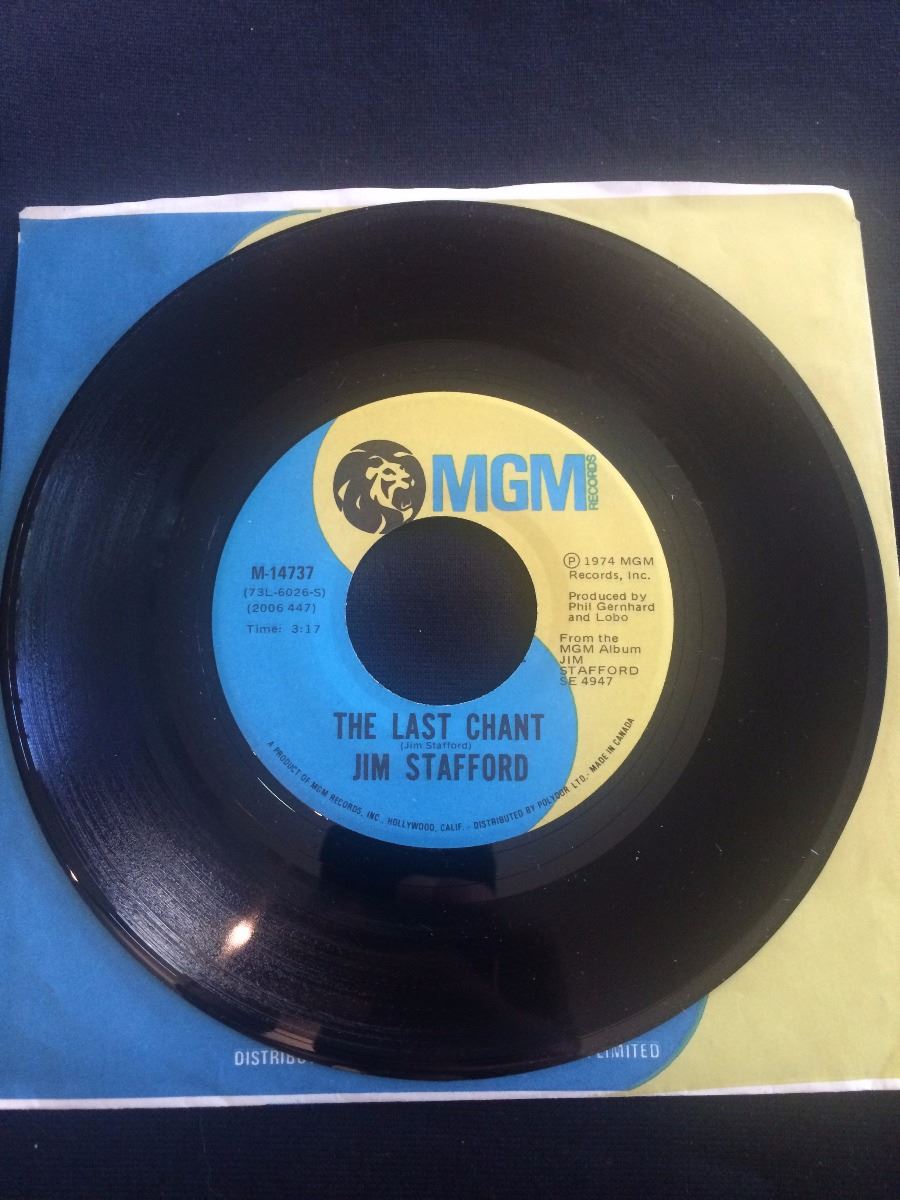 MGM RECORDS
M-14737
(73L-6026-S)
(2006 447)
Time: 3:17
Ⓟ 1974 MGM
Records, Inc.
Produced by
Phil Gernhard
and Lobo
From the
MGM Album
JIM
STAFFORD
SE 4947
THE LAST CHANT
(Jim Stafford)
JIM STAFFORD
A PRODUCT OF MGM RECORDS, INC., HOLLYWOOD, CALIF. - DISTRIBUTED BY POLYDOR LTD.- MADE IN CANADA
LIMITED